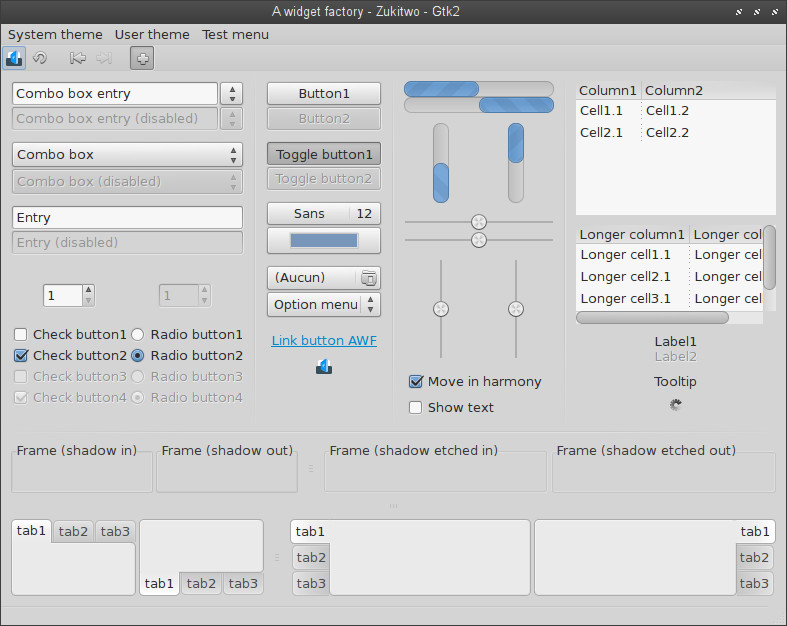 A widget factory - Zukitwo - Gtk2
System theme User theme Test menu
Combo box entry
Combo box entry (disabled)
Combo box
Combo box (disabled)
Entry
Entry (disabled)
1 1
Check button1 Radio button1
Check button2 Radio button2
Check button3 Radio button3
Check button4 Radio button4
Button1
Button2
Toggle button1
Toggle button2
Sans 12
(Aucun)
Option menu
Link button AWF
Move in harmony
Show text
Column1 Column2
Cell1.1 Cell1.2
Cell2.1 Cell2.2
Longer column1 Longer col
Longer cell1.1 Longer cel
Longer cell2.1 Longer cel
Longer cell3.1 Longer cel
Label1
Label2
Tooltip
Frame (shadow in) Frame (shadow out) Frame (shadow etched in) Frame (shadow etched out)
tab1 tab2 tab3
tab1 tab2 tab3
tab1
tab2
tab3
tab1
tab2
tab3